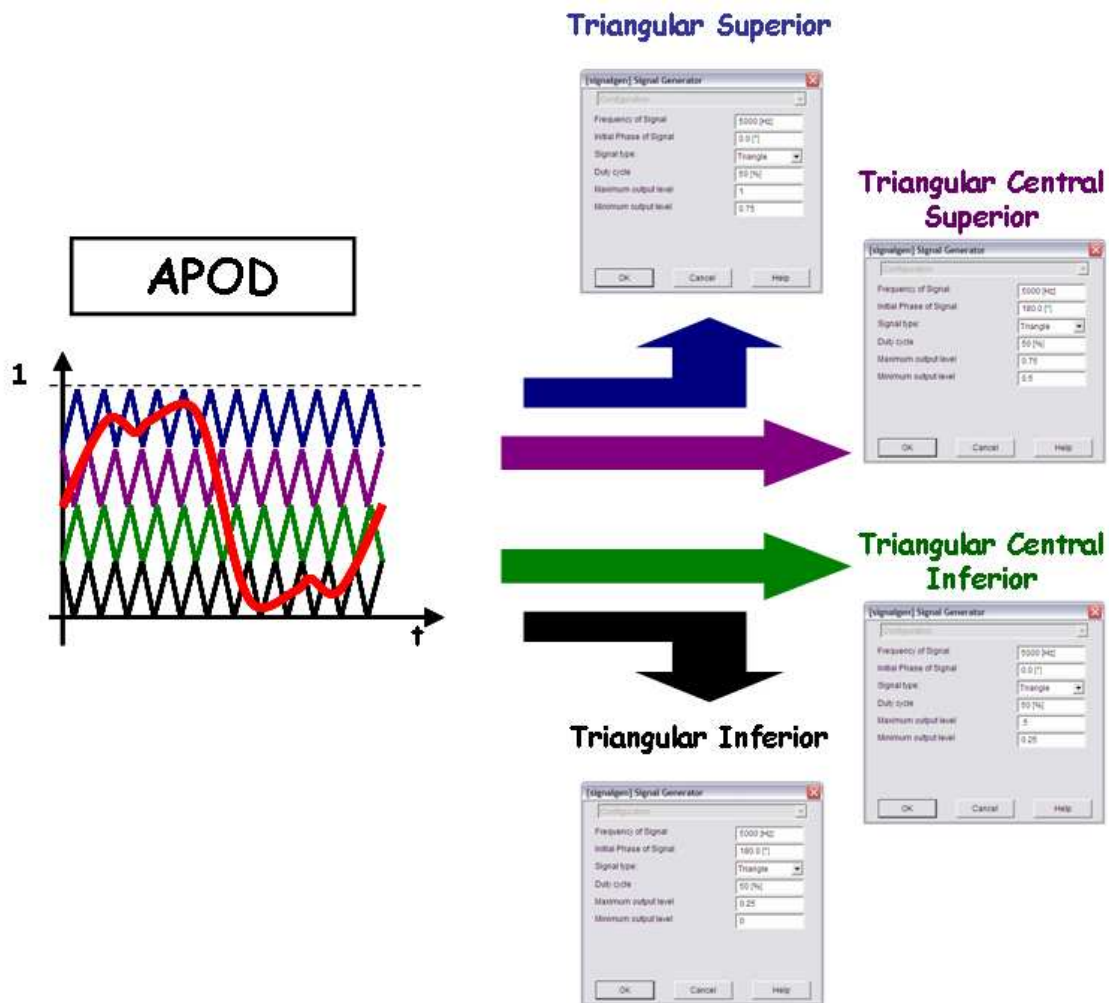 Triangular Superior
[signalgen] Signal Generator
Configuration
Frequency of Signal 5000 [Hz]
Initial Phase of Signal 0.0 [°]
Signal type: Triangle
Duty cycle 50 [%]
Maximum output level 1
Minimum output level 0.75
OK Cancel Help
Triangular Central
Superior
[signalgen] Signal Generator
Configuration
Frequency of Signal 5000 [Hz]
Initial Phase of Signal 180.0 [°]
Signal type: Triangle
Duty cycle 50 [%]
Maximum output level 0.75
Minimum output level 0.5
OK Cancel Help
APOD
1
t
Triangular Central
Inferior
[signalgen] Signal Generator
Configuration
Frequency of Signal 5000 [Hz]
Initial Phase of Signal 0.0 [°]
Signal type: Triangle
Duty cycle 50 [%]
Maximum output level .5
Minimum output level 0.25
OK Cancel Help
Triangular Inferior
[signalgen] Signal Generator
Configuration
Frequency of Signal 5000 [Hz]
Initial Phase of Signal 180.0 [°]
Signal type: Triangle
Duty cycle 50 [%]
Maximum output level 0.25
Minimum output level 0
OK Cancel Help